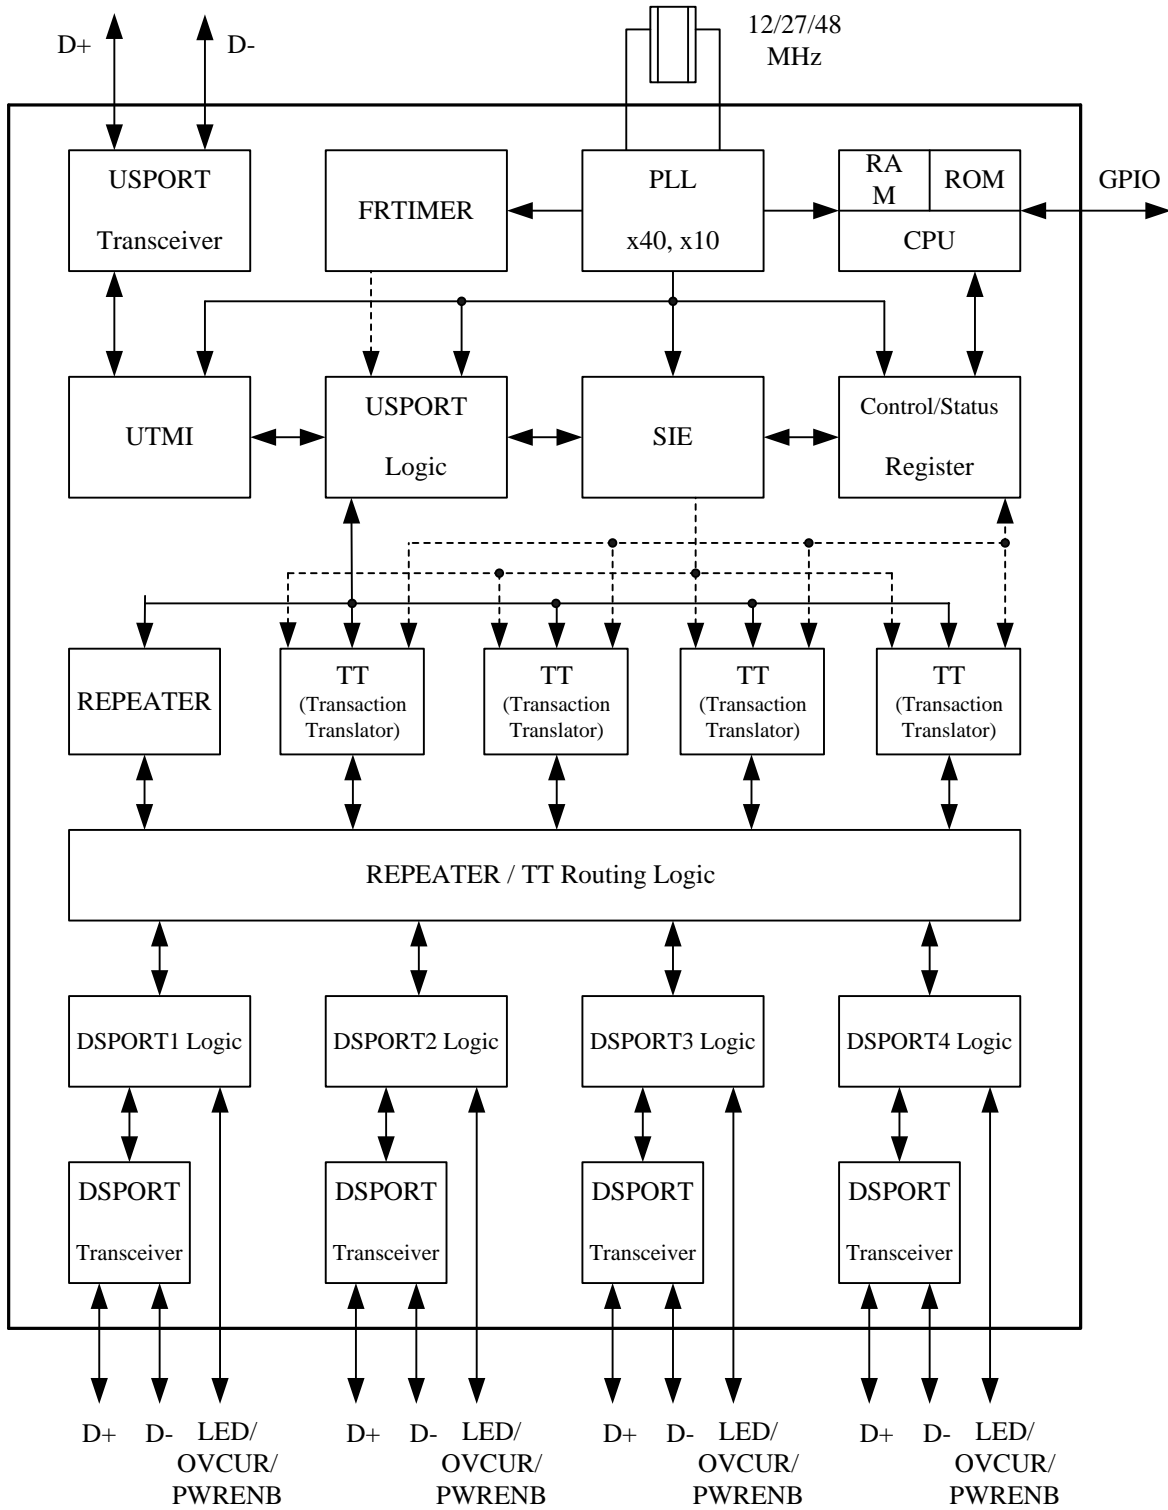 D+
D-
12/27/48
MHz
USPORT
Transceiver
FRTIMER
PLL
x40, x10
RA
M
ROM
CPU
GPIO
UTMI
USPORT
Logic
SIE
Control/Status
Register
REPEATER
TT
(Transaction
Translator)
TT
(Transaction
Translator)
TT
(Transaction
Translator)
TT
(Transaction
Translator)
REPEATER / TT Routing Logic
DSPORT1 Logic
DSPORT2 Logic
DSPORT3 Logic
DSPORT4 Logic
DSPORT
Transceiver
DSPORT
Transceiver
DSPORT
Transceiver
DSPORT
Transceiver
D+
D-
LED/
OVCUR/
PWRENB
D+
D-
LED/
OVCUR/
PWRENB
D+
D-
LED/
OVCUR/
PWRENB
D+
D-
LED/
OVCUR/
PWRENB